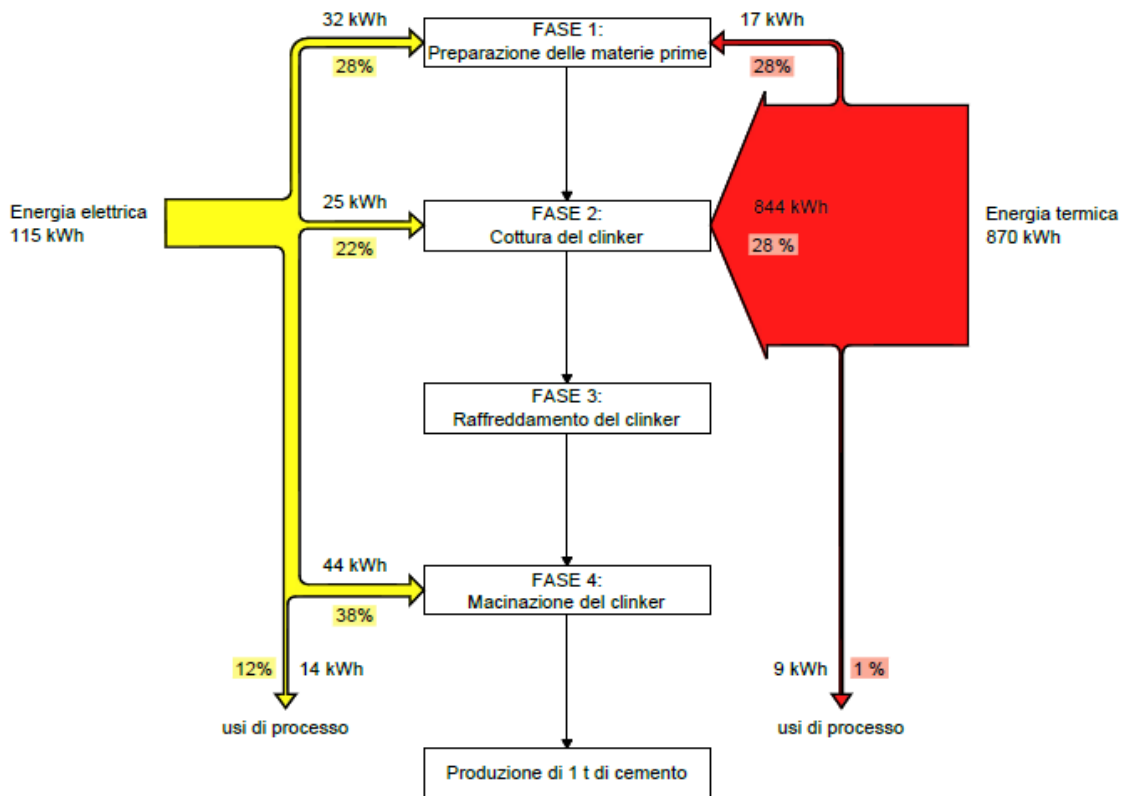 32 kWh
FASE 1:
Preparazione delle materie prime
17 kWh
28%
28%
Energia elettrica
115 kWh
25 kWh
22%
FASE 2:
Cottura del clinker
844 kWh
28 %
Energia termica
870 kWh
FASE 3:
Raffreddamento del clinker
44 kWh
38%
FASE 4:
Macinazione del clinker
12%
14 kWh
9 kWh
1 %
usi di processo
usi di processo
Produzione di 1 t di cemento